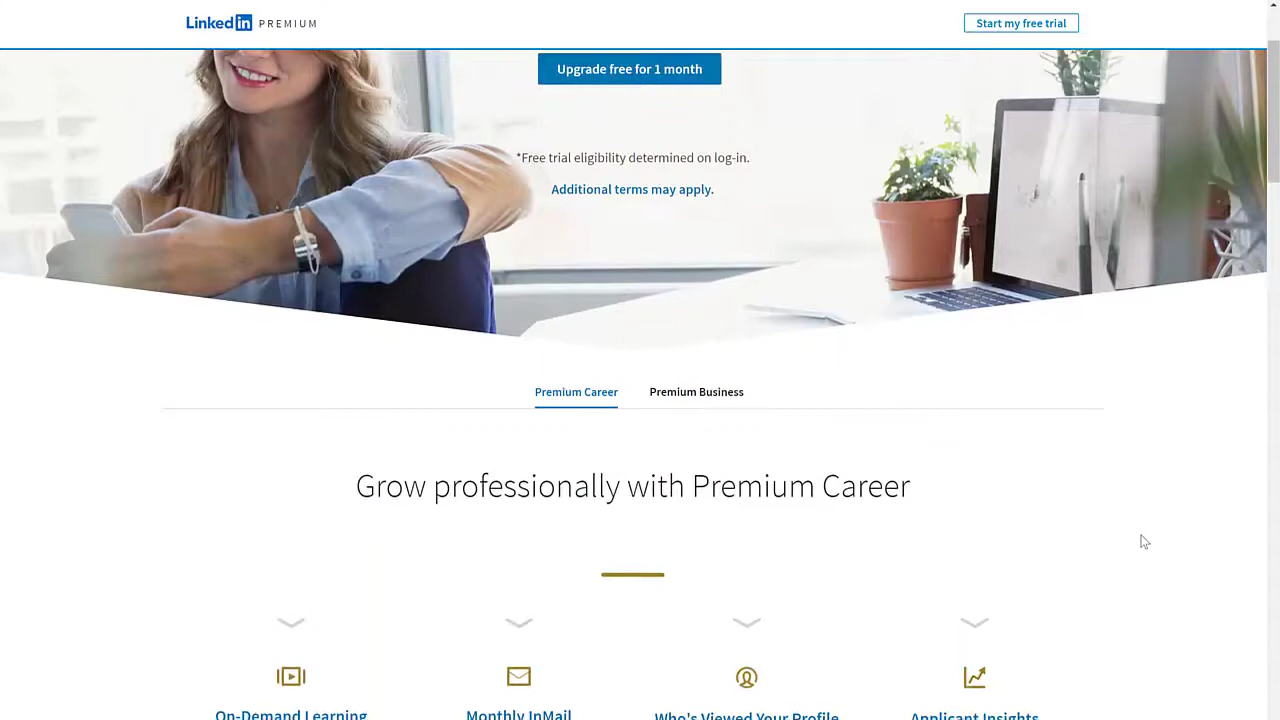 LinkedIn PREMIUM
Start my free trial
Upgrade free for 1 month
*Free trial eligibility determined on log-in.
Additional terms may apply.
Premium Career
Premium Business
Grow professionally with Premium Career
On-Demand Learning
Monthly InMail
Who's Viewed Your Profile
Applicant Insights